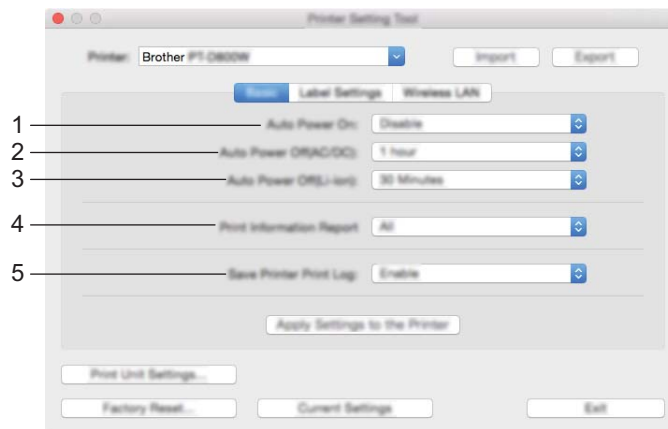 Printer Setting Tool
Printer: Brother PT-D800W Import Export
Label Settings Wireless LAN
1 Auto Power On: Disable
2 Auto Power Off(AC/DC): 1 hour
3 Auto Power Off(Li-ion): 30 Minutes
4 Print Information Report All
5 Save Printer Print Log: Enable
Apply Settings to the Printer
Print Unit Settings...
Factory Reset... Current Settings Exit